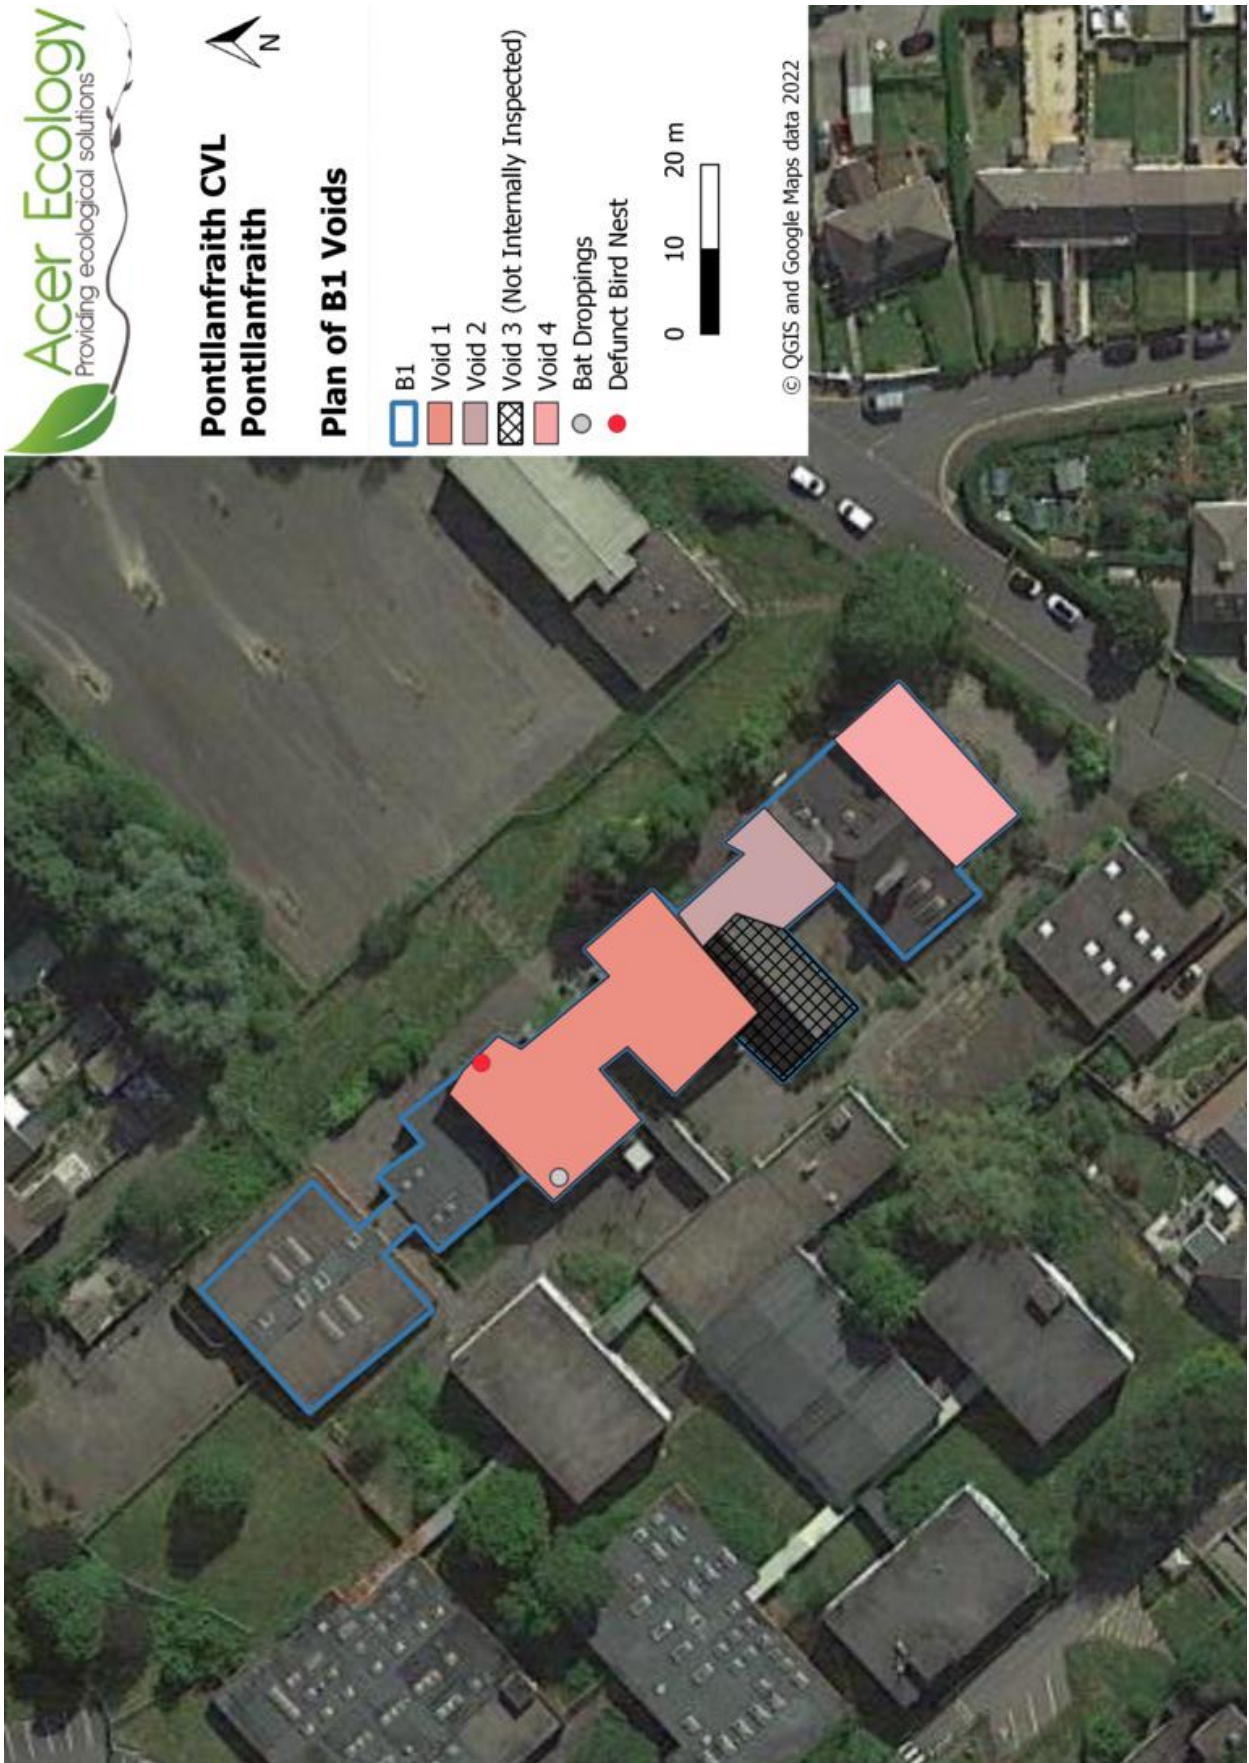 Acer Ecology
Providing ecological solutions
N
Pontllanfraith CVL
Pontllanfraith
Plan of B1 Voids
B1
Void 1
Void 2
Void 3 (Not Internally Inspected)
Void 4
Bat Droppings
Defunct Bird Nest
0 10 20 m
© QGIS and Google Maps data 2022